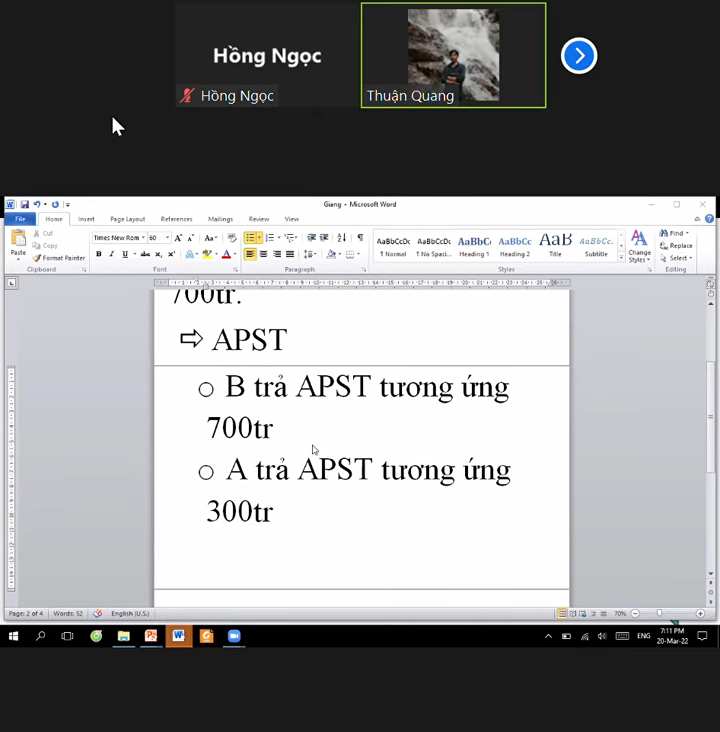 Hồng Ngọc
Hồng Ngọc
Thuận Quang
Giang - Microsoft Word
File Home Insert Page Layout References Mailings Review View
Paste
Cut
Copy
Format Painter
Clipboard
Times New Rom 60
Font
Paragraph
AaBbCcDc AaBbCcDc AaBbC AaBbCc AaB AaBbCc.
¶ Normal ¶ No Spaci... Heading 1 Heading 2 Title Subtitle
Change
Styles
Styles
Find
Replace
Select
Editing
700tr.
⇨ APST
o B trả APST tương ứng
700tr
o A trả APST tương ứng
300tr
Page: 2 of 4 Words: 52 English (U.S.) 70%
ENG
7:11 PM
20-Mar-22